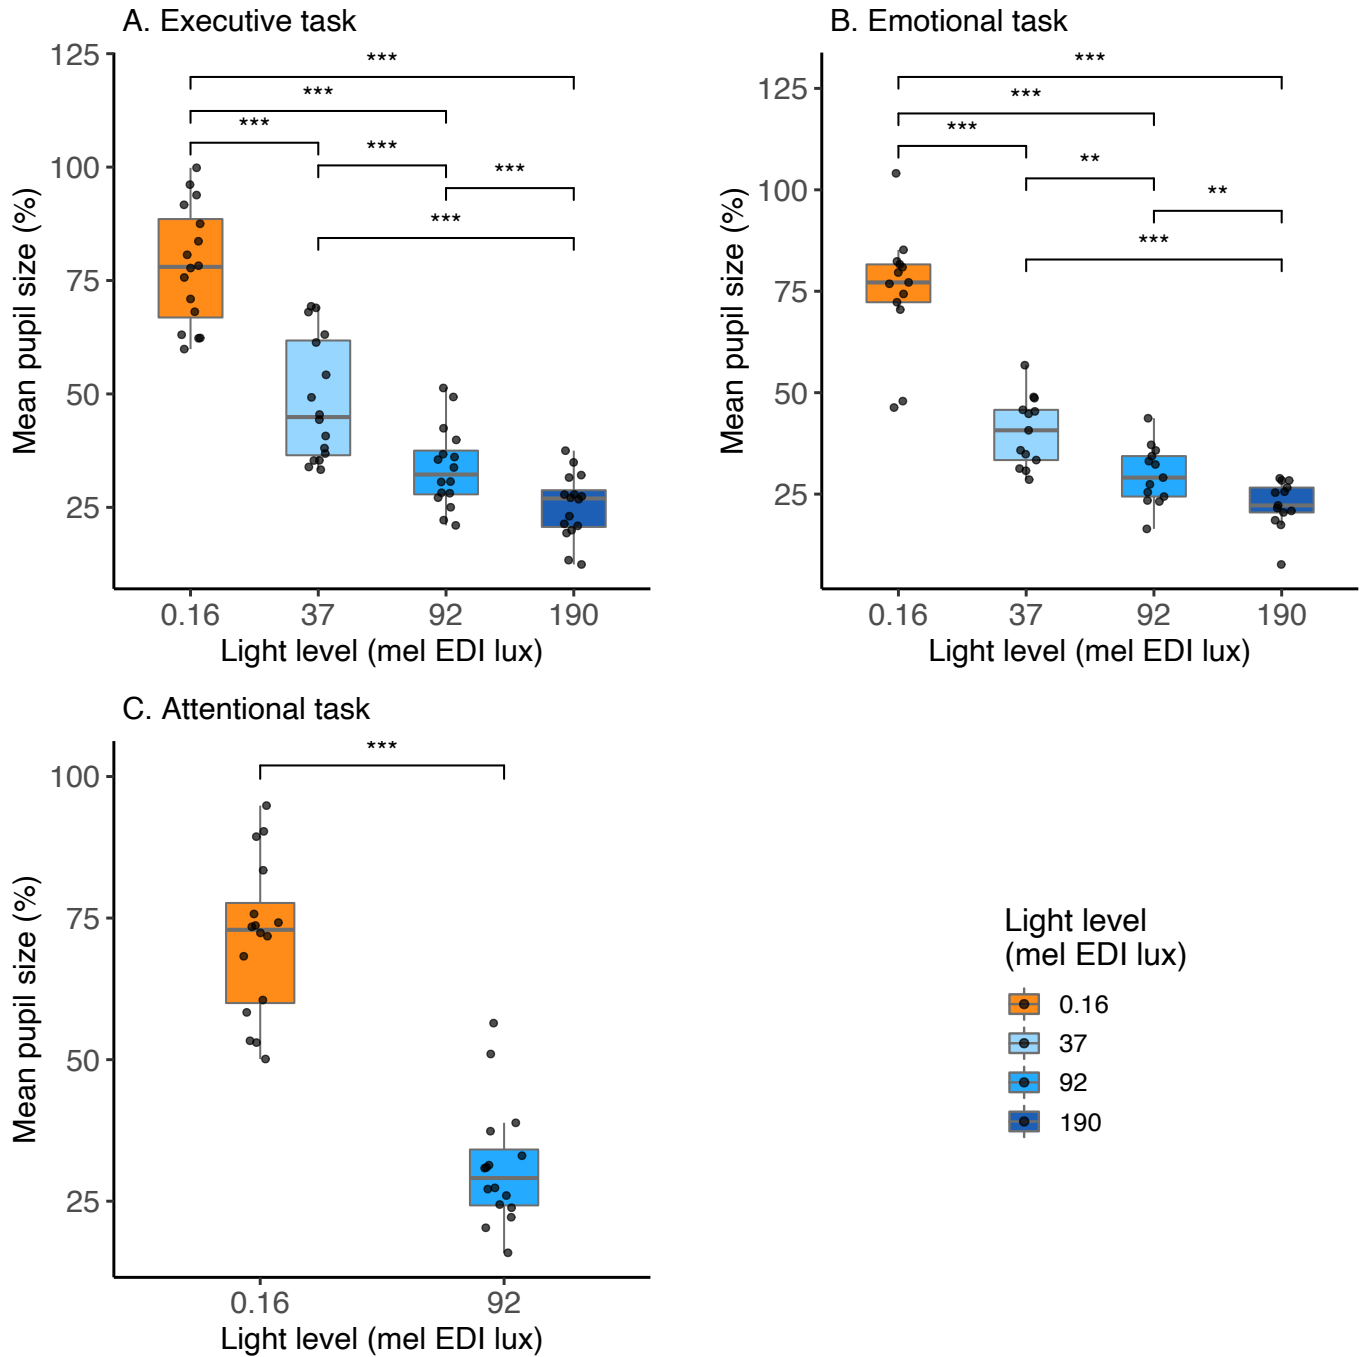 A. Executive task
Mean pupil size (%)
125
100
75
50
25
***
***
***
***
***
***
0.16 37 92 190
Light level (mel EDI lux)
B. Emotional task
Mean pupil size (%)
125
100
75
50
25
***
***
***
**
**
***
0.16 37 92 190
Light level (mel EDI lux)
C. Attentional task
Mean pupil size (%)
100
75
50
25
***
0.16 92
Light level (mel EDI lux)
Light level
(mel EDI lux)
0.16
37
92
190